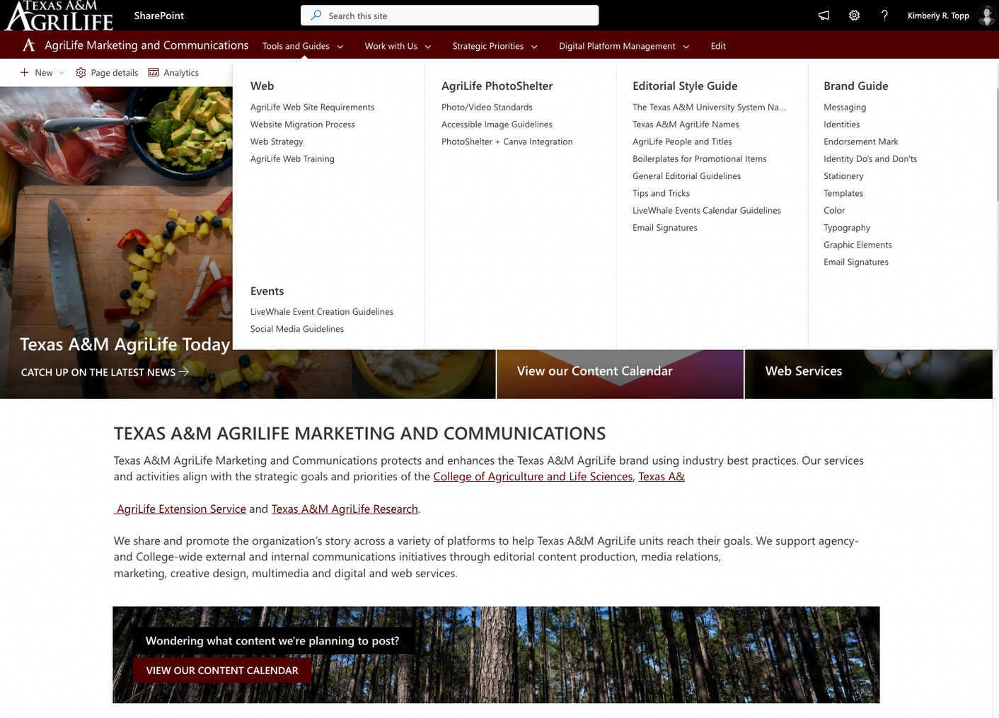 TEXAS A&M
AGRILIFE
SharePoint
Search this site
?
Kimberly R. Topp
AgriLife Marketing and Communications
Tools and Guides
Work with Us
Strategic Priorities
Digital Platform Management
Edit
New
Page details
Analytics
Web
AgriLife Web Site Requirements
Website Migration Process
Web Strategy
AgriLife Web Training
Events
LiveWhale Event Creation Guidelines
Social Media Guidelines
AgriLife PhotoShelter
Photo/Video Standards
Accessible Image Guidelines
PhotoShelter + Canva Integration
Editorial Style Guide
The Texas A&M University System Na...
Texas A&M AgriLife Names
AgriLife People and Titles
Boilerplates for Promotional Items
General Editorial Guidelines
Tips and Tricks
LiveWhale Events Calendar Guidelines
Email Signatures
Brand Guide
Messaging
Identities
Endorsement Mark
Identity Do's and Don'ts
Stationery
Templates
Color
Typography
Graphic Elements
Email Signatures
Texas A&M AgriLife Today
CATCH UP ON THE LATEST NEWS →
View our Content Calendar
Web Services
TEXAS A&M AGRILIFE MARKETING AND COMMUNICATIONS
Texas A&M AgriLife Marketing and Communications protects and enhances the Texas A&M AgriLife brand using industry best practices. Our services
and activities align with the strategic goals and priorities of the College of Agriculture and Life Sciences, Texas A&
AgriLife Extension Service and Texas A&M AgriLife Research.
We share and promote the organization's story across a variety of platforms to help Texas A&M AgriLife units reach their goals. We support agency-
and College-wide external and internal communications initiatives through editorial content production, media relations,
marketing, creative design, multimedia and digital and web services.
Wondering what content we're planning to post?
VIEW OUR CONTENT CALENDAR